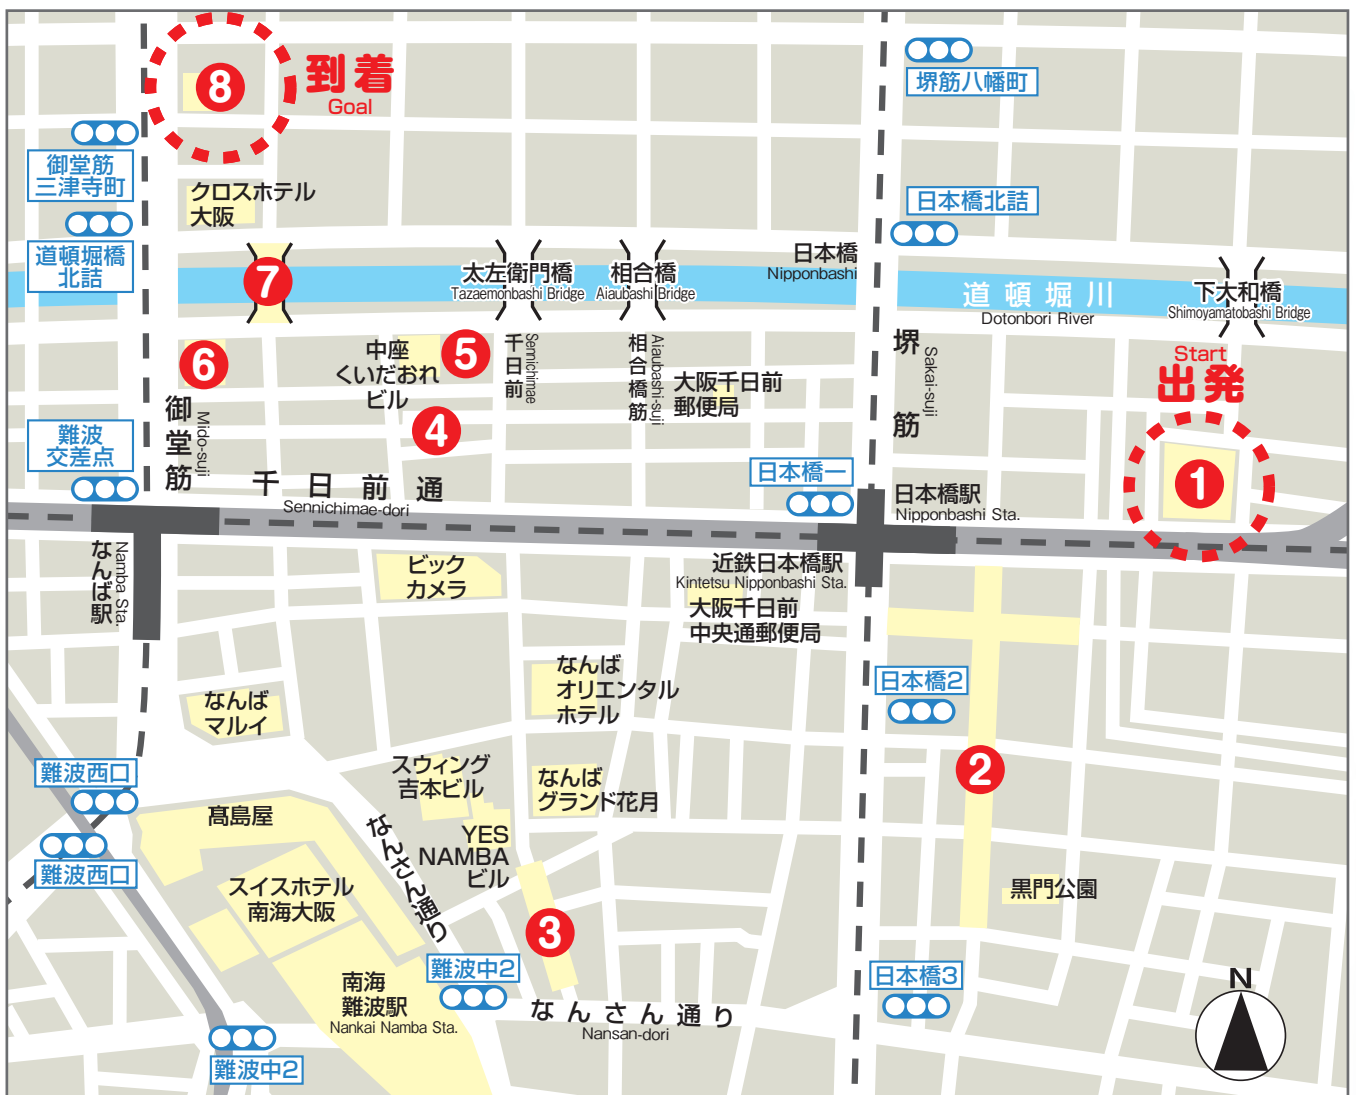 8
到着
Goal
堺筋八幡町
御堂筋
三津寺町
クロスホテル
大阪
日本橋北詰
道頓堀橋
北詰
7
太左衛門橋
Tazaemonbashi Bridge
相合橋
Aiaubashi Bridge
日本橋
Nipponbashi
道頓堀川
Dotonbori River
下大和橋
Shimoyamatobashi Bridge
6
中座
くいだおれ
ビル
5
千日前
Sennichimae
相合橋筋
Aiaubashi-suji
大阪千日前
郵便局
堺筋
Sakai-suji
Start
出発
1
御堂筋
Mido-suji
4
難波
交差点
千日前通
Sennichimae-dori
日本橋一
日本橋駅
Nipponbashi Sta.
なんば駅
Namba Sta.
ビック
カメラ
近鉄日本橋駅
Kintetsu Nipponbashi Sta.
大阪千日前
中央通郵便局
なんば
オリエンタル
ホテル
日本橋2
なんば
マルイ
2
難波西口
スウィング
吉本ビル
なんば
グランド花月
髙島屋
YES
NAMBA
ビル
難波西口
なんさん通り
スイスホテル
南海大阪
黒門公園
3
難波中2
日本橋3
N
南海
難波駅
Nankai Namba Sta.
なんさん通り
Nansan-dori
難波中2